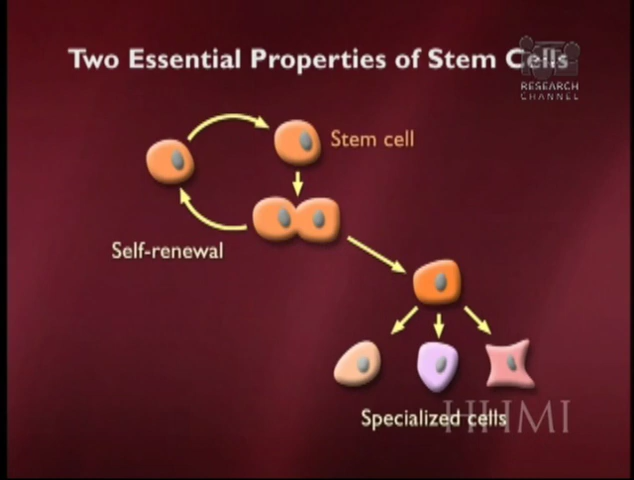 Two Essential Properties of Stem Cells
RESEARCH
CHANNEL
Stem cell
Self-renewal
Specialized cells
HHMI